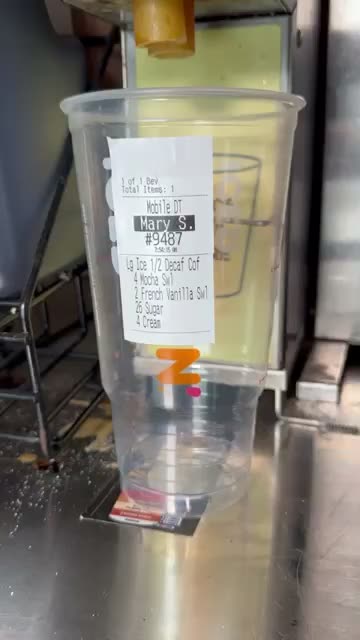 1 of 1 Bev
Total Items: 1
Mobile DT
Mary S.
#9487
Lg Ice 1/2 Decaf Cof
4 Mocha Swl
2 French Vanilla Swl
26 Sugar
4 Cream